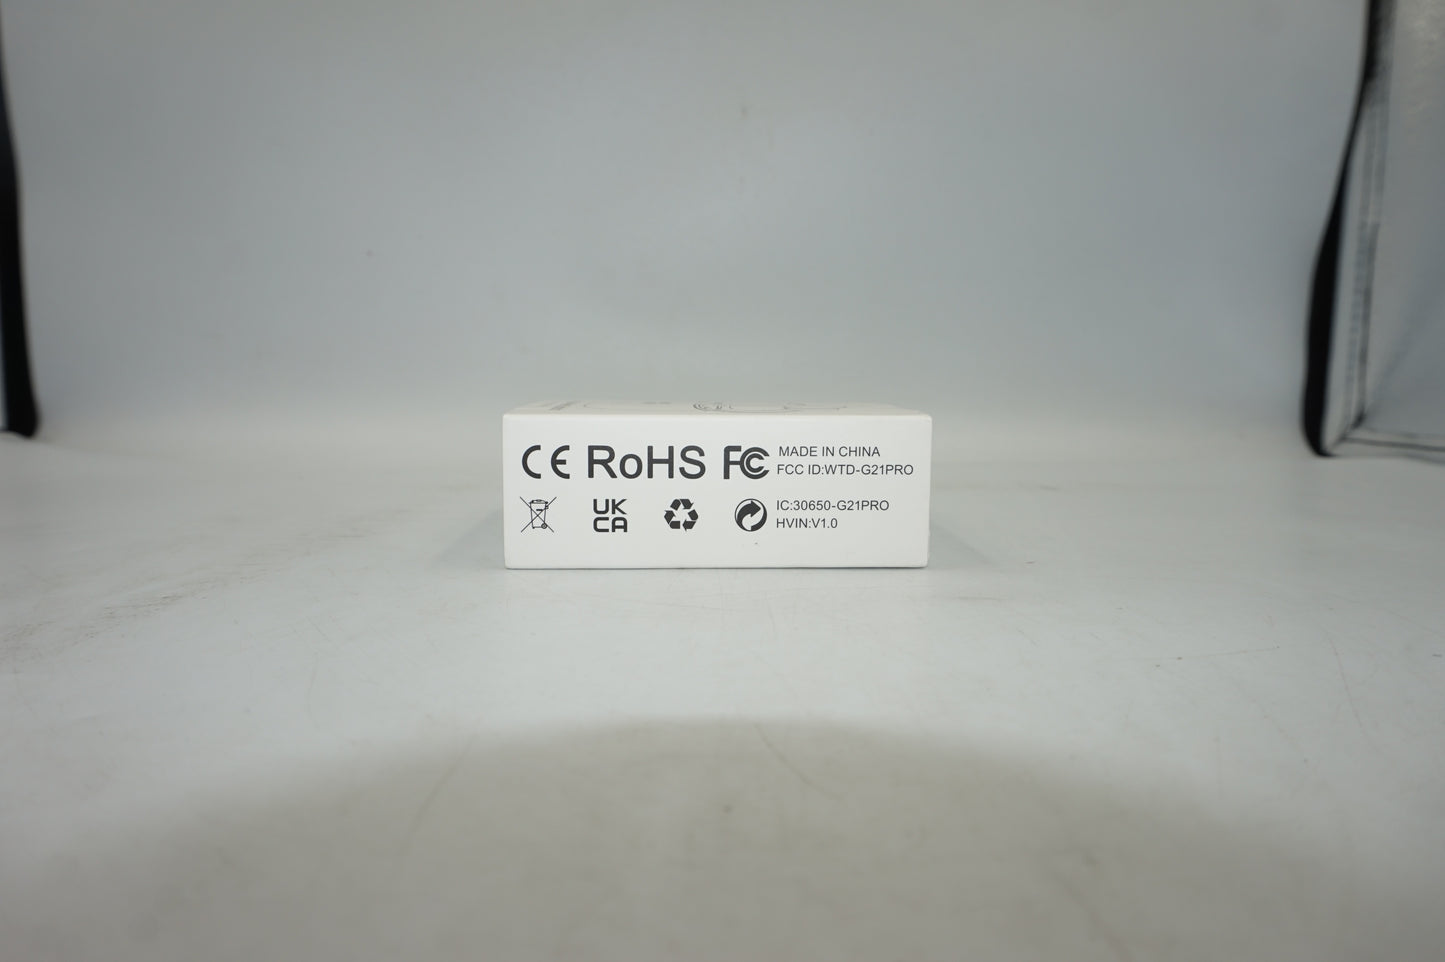 CE RoHS FC MADE IN CHINA
FCC ID:WTD-G21PRO
UK
CA
IC:30650-G21PRO
HVIN:V1.0